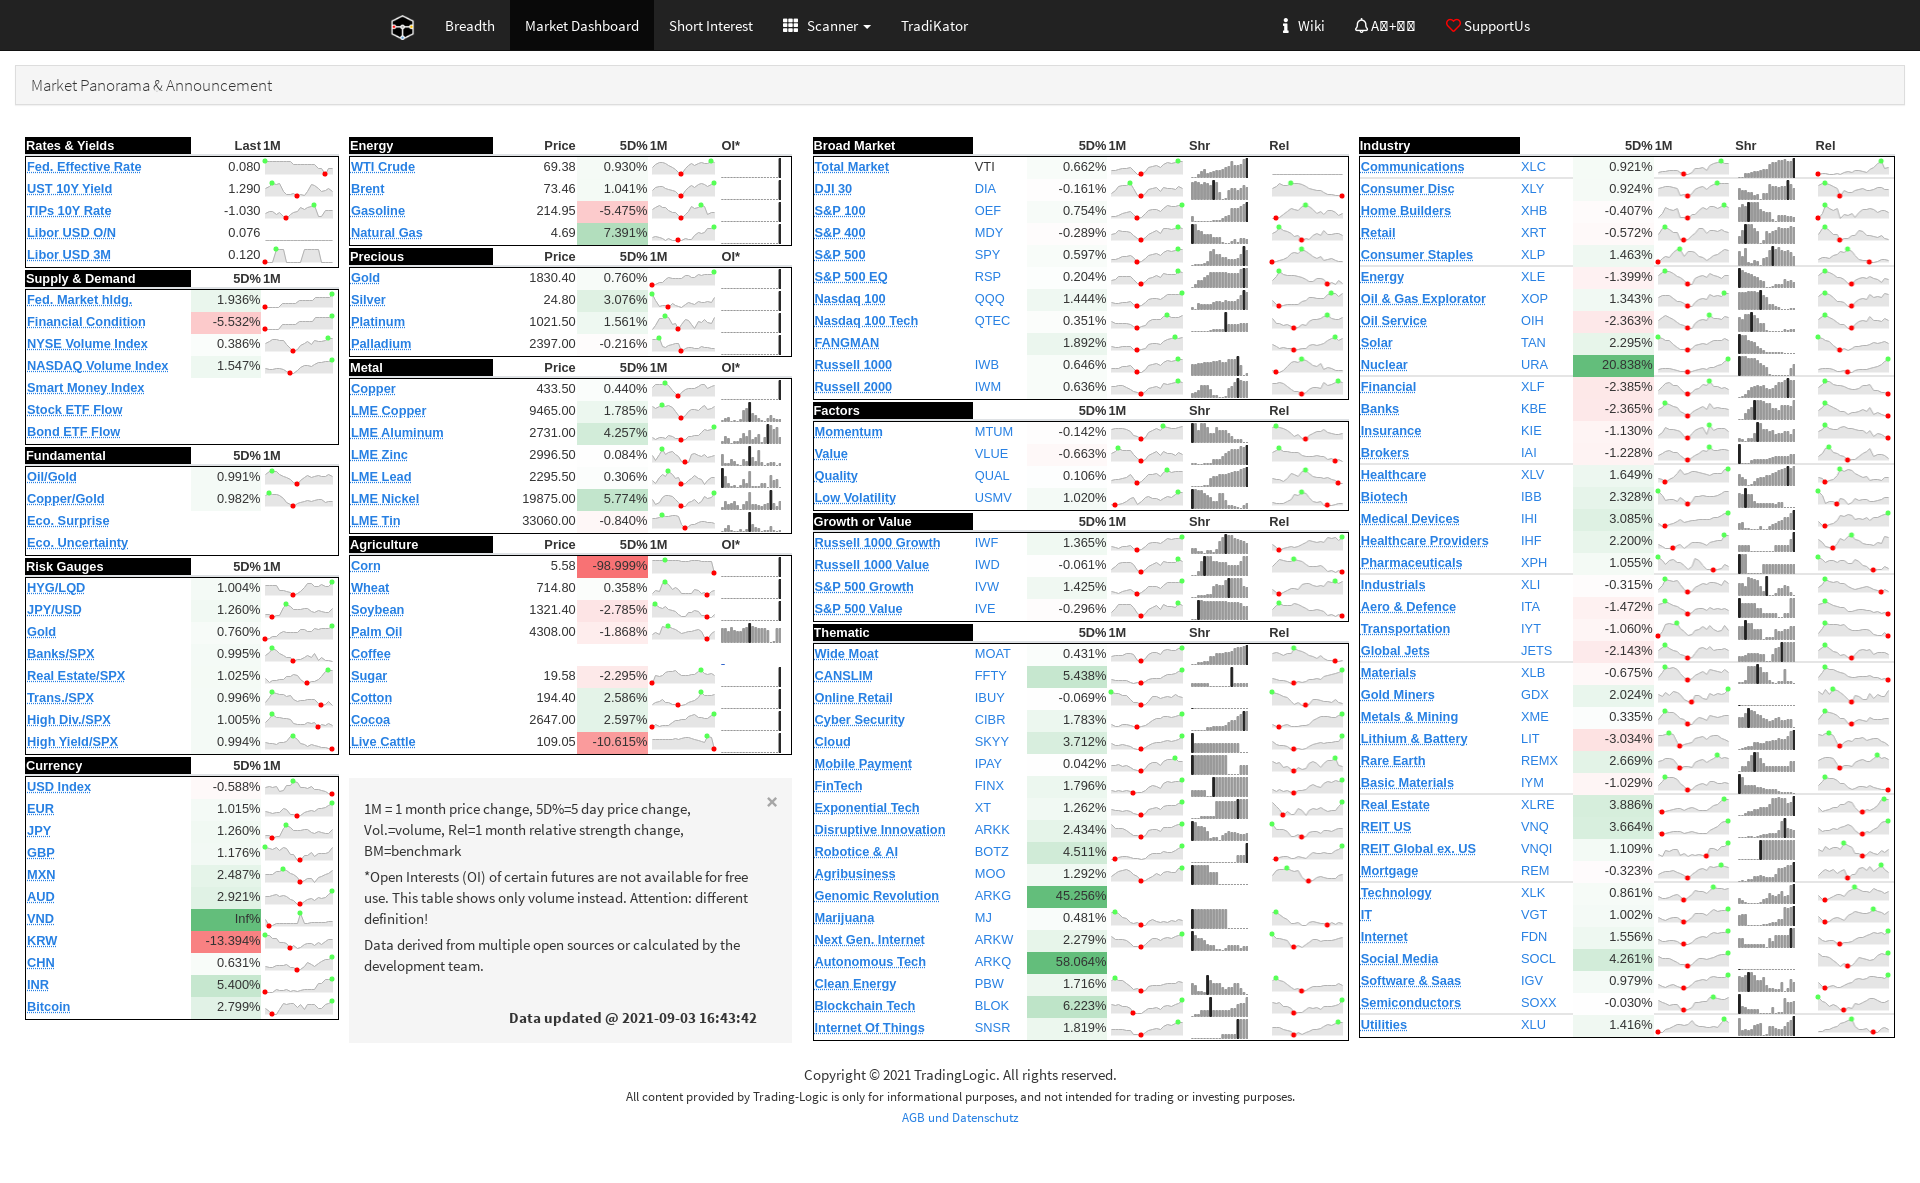 Breadth Market Dashboard Short Interest Scanner TradiKator Wiki SupportUs
Market Panorama & Announcement
Rates & Yields Last 1M
Fed. Effective Rate 0.080
UST 10Y Yield 1.290
TIPs 10Y Rate -1.030
Libor USD O/N 0.076
Libor USD 3M 0.120
Supply & Demand 5D% 1M
Fed. Market hldg. 1.936%
Financial Condition -5.532%
NYSE Volume Index 0.386%
NASDAQ Volume Index 1.547%
Smart Money Index
Stock ETF Flow
Bond ETF Flow
Fundamental 5D% 1M
Oil/Gold 0.991%
Copper/Gold 0.982%
Eco. Surprise
Eco. Uncertainty
Risk Gauges 5D% 1M
HYG/LQD 1.004%
JPY/USD 1.260%
Gold 0.760%
Banks/SPX 0.995%
Real Estate/SPX 1.025%
Trans./SPX 0.996%
High Div./SPX 1.005%
High Yield/SPX 0.994%
Currency 5D% 1M
USD Index -0.588%
EUR 1.015%
JPY 1.260%
GBP 1.176%
MXN 2.487%
AUD 2.921%
VND Inf%
KRW -13.394%
CHN 0.631%
INR 5.400%
Bitcoin 2.799%
Energy Price 5D% 1M OI*
WTI Crude 69.38 0.930%
Brent 73.46 1.041%
Gasoline 214.95 -5.475%
Natural Gas 4.69 7.391%
Precious Price 5D% 1M OI*
Gold 1830.40 0.760%
Silver 24.80 3.076%
Platinum 1021.50 1.561%
Palladium 2397.00 -0.216%
Metal Price 5D% 1M OI*
Copper 433.50 0.440%
LME Copper 9465.00 1.785%
LME Aluminum 2731.00 4.257%
LME Zinc 2996.50 0.084%
LME Lead 2295.50 0.306%
LME Nickel 19875.00 5.774%
LME Tin 33060.00 -0.840%
Agriculture Price 5D% 1M OI*
Corn 5.58 -98.999%
Wheat 714.80 0.358%
Soybean 1321.40 -2.785%
Palm Oil 4308.00 -1.868%
Coffee
Sugar 19.58 -2.295%
Cotton 194.40 2.586%
Cocoa 2647.00 2.597%
Live Cattle 109.05 -10.615%
×
1M = 1 month price change, 5D%=5 day price change,
Vol.=volume, Rel=1 month relative strength change,
BM=benchmark
*Open Interests (OI) of certain futures are not available for free
use. This table shows only volume instead. Attention: different
definition!
Data derived from multiple open sources or calculated by the
development team.
Data updated @ 2021-09-03 16:43:42
Broad Market 5D% 1M Shr Rel
Total Market VTI 0.662%
DJI 30 DIA -0.161%
S&P 100 OEF 0.754%
S&P 400 MDY -0.289%
S&P 500 SPY 0.597%
S&P 500 EQ RSP 0.204%
Nasdaq 100 QQQ 1.444%
Nasdaq 100 Tech QTEC 0.351%
FANGMAN 1.892%
Russell 1000 IWB 0.646%
Russell 2000 IWM 0.636%
Factors 5D% 1M Shr Rel
Momentum MTUM -0.142%
Value VLUE -0.663%
Quality QUAL 0.106%
Low Volatility USMV 1.020%
Growth or Value 5D% 1M Shr Rel
Russell 1000 Growth IWF 1.365%
Russell 1000 Value IWD -0.061%
S&P 500 Growth IVW 1.425%
S&P 500 Value IVE -0.296%
Thematic 5D% 1M Shr Rel
Wide Moat MOAT 0.431%
CANSLIM FFTY 5.438%
Online Retail IBUY -0.069%
Cyber Security CIBR 1.783%
Cloud SKYY 3.712%
Mobile Payment IPAY 0.042%
FinTech FINX 1.796%
Exponential Tech XT 1.262%
Disruptive Innovation ARKK 2.434%
Robotice & AI BOTZ 4.511%
Agribusiness MOO 1.292%
Genomic Revolution ARKG 45.256%
Marijuana MJ 0.481%
Next Gen. Internet ARKW 2.279%
Autonomous Tech ARKQ 58.064%
Clean Energy PBW 1.716%
Blockchain Tech BLOK 6.223%
Internet Of Things SNSR 1.819%
Industry 5D% 1M Shr Rel
Communications XLC 0.921%
Consumer Disc XLY 0.924%
Home Builders XHB -0.407%
Retail XRT -0.572%
Consumer Staples XLP 1.463%
Energy XLE -1.399%
Oil & Gas Explorator XOP 1.343%
Oil Service OIH -2.363%
Solar TAN 2.295%
Nuclear URA 20.838%
Financial XLF -2.385%
Banks KBE -2.365%
Insurance KIE -1.130%
Brokers IAI -1.228%
Healthcare XLV 1.649%
Biotech IBB 2.328%
Medical Devices IHI 3.085%
Healthcare Providers IHF 2.200%
Pharmaceuticals XPH 1.055%
Industrials XLI -0.315%
Aero & Defence ITA -1.472%
Transportation IYT -1.060%
Global Jets JETS -2.143%
Materials XLB -0.675%
Gold Miners GDX 2.024%
Metals & Mining XME 0.335%
Lithium & Battery LIT -3.034%
Rare Earth REMX 2.669%
Basic Materials IYM -1.029%
Real Estate XLRE 3.886%
REIT US VNQ 3.664%
REIT Global ex. US VNQI 1.109%
Mortgage REM -0.323%
Technology XLK 0.861%
IT VGT 1.002%
Internet FDN 1.556%
Social Media SOCL 4.261%
Software & Saas IGV 0.979%
Semiconductors SOXX -0.030%
Utilities XLU 1.416%
Copyright © 2021 TradingLogic. All rights reserved.
All content provided by Trading-Logic is only for informational purposes, and not intended for trading or investing purposes.
AGB und Datenschutz